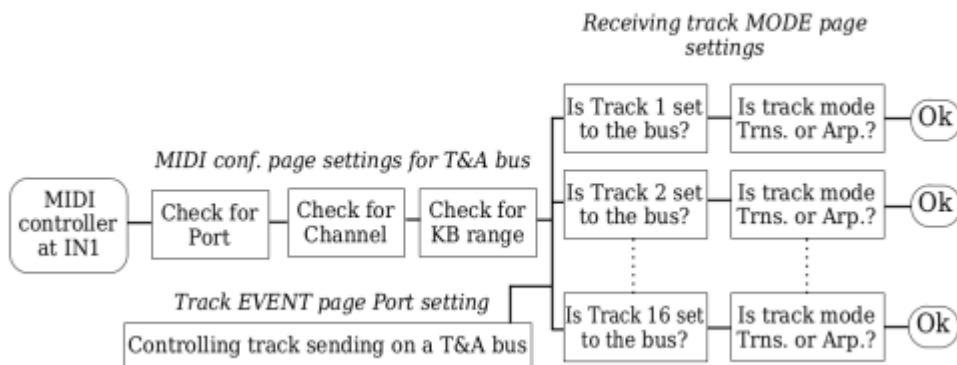 Receiving track MODE page
settings
Is Track 1 set
to the bus?
Is track mode
Trns. or Arp.?
Ok
MIDI conf. page settings for T&A bus
MIDI
controller
at IN1
Check for
Port
Check for
Channel
Check for
KB range
Is Track 2 set
to the bus?
Is track mode
Trns. or Arp.?
Ok
Track EVENT page Port setting
Controlling track sending on a T&A bus
Is Track 16 set
to the bus?
Is track mode
Trns. or Arp.?
Ok